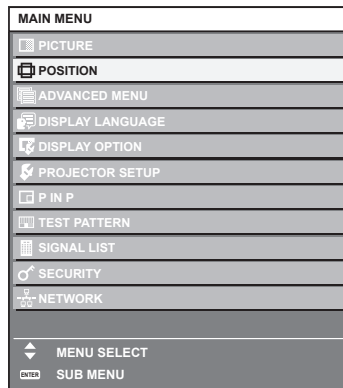 MAIN MENU
PICTURE
POSITION
ADVANCED MENU
DISPLAY LANGUAGE
DISPLAY OPTION
PROJECTOR SETUP
P IN P
TEST PATTERN
SIGNAL LIST
SECURITY
NETWORK
MENU SELECT
ENTER SUB MENU